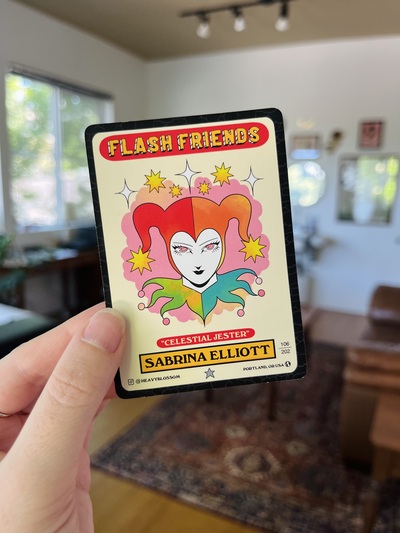 FLASH FRIENDS
"CELESTIAL JESTER"
SABRINA ELLIOTT
106
202
@HEAVYBLOSSOM
PORTLAND, OR USA